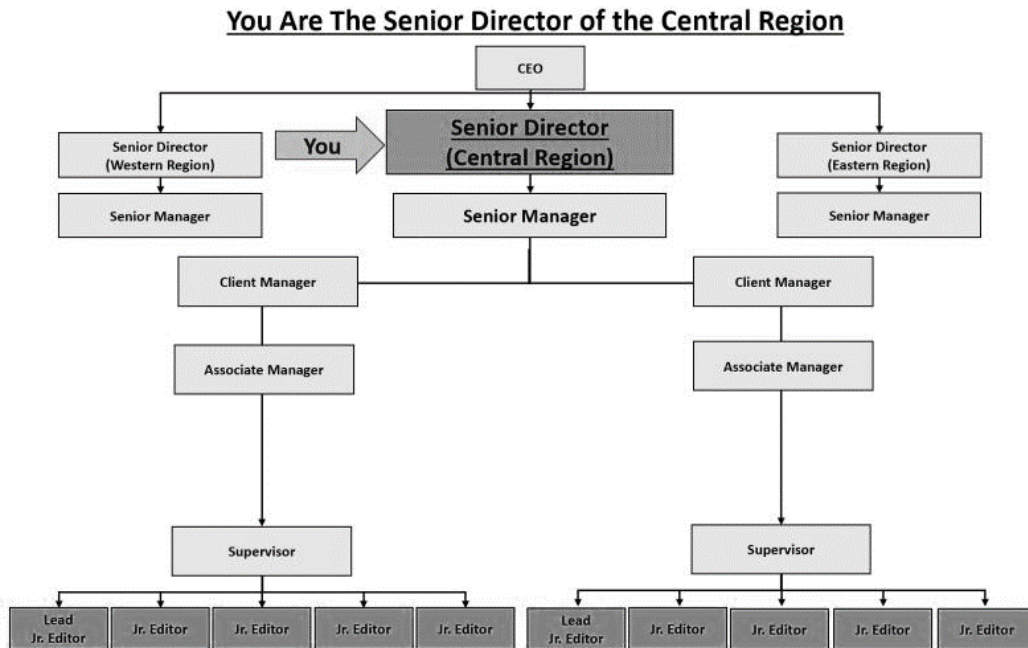 You Are The Senior Director of the Central Region
CEO
Senior Director
(Western Region)
You
Senior Director
(Central Region)
Senior Director
(Eastern Region)
Senior Manager
Senior Manager
Senior Manager
Client Manager
Client Manager
Associate Manager
Associate Manager
Supervisor
Supervisor
Lead
Jr. Editor
Jr. Editor
Jr. Editor
Jr. Editor
Jr. Editor
Lead
Jr. Editor
Jr. Editor
Jr. Editor
Jr. Editor
Jr. Editor